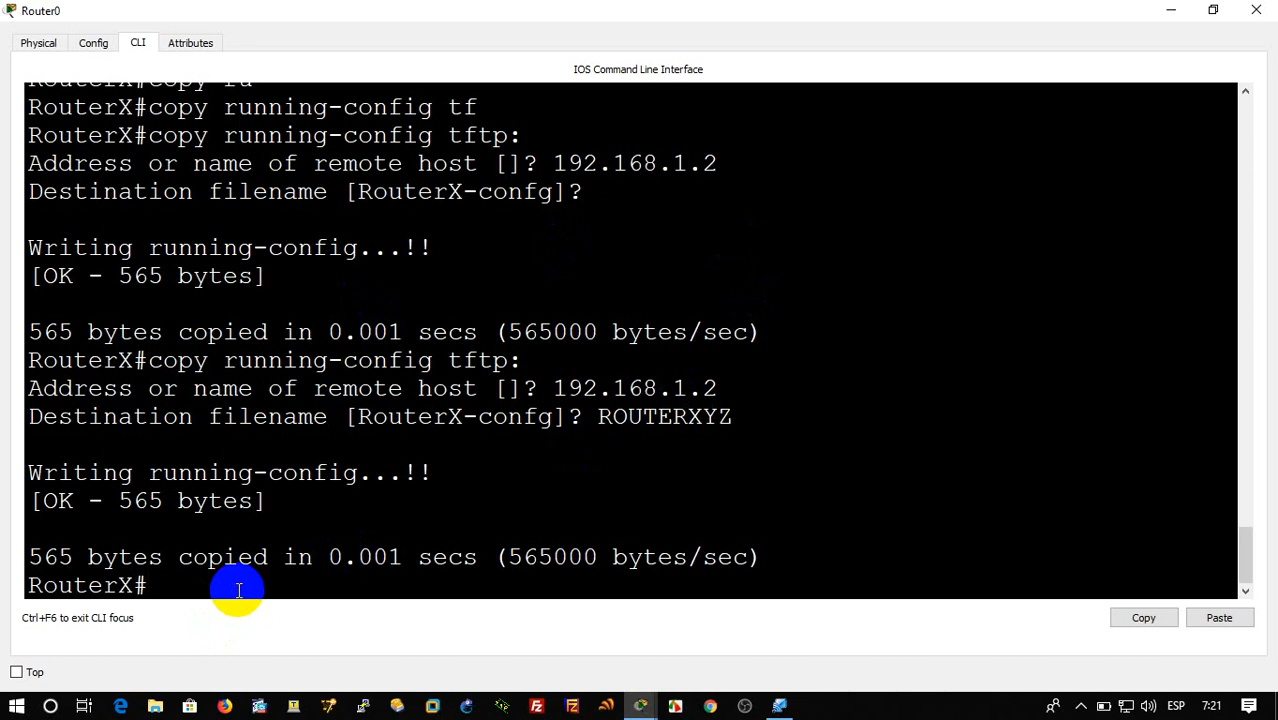 Router0
Physical Config CLI Attributes
IOS Command Line Interface
RouterX#copy ru
RouterX#copy running-config tf
RouterX#copy running-config tftp:
Address or name of remote host []? 192.168.1.2
Destination filename [RouterX-confg]?
Writing running-config...!!
[OK - 565 bytes]
565 bytes copied in 0.001 secs (565000 bytes/sec)
RouterX#copy running-config tftp:
Address or name of remote host []? 192.168.1.2
Destination filename [RouterX-confg]? ROUTERXYZ
Writing running-config...!!
[OK - 565 bytes]
565 bytes copied in 0.001 secs (565000 bytes/sec)
RouterX#
Ctrl+F6 to exit CLI focus
Copy Paste
Top
ESP 7:21